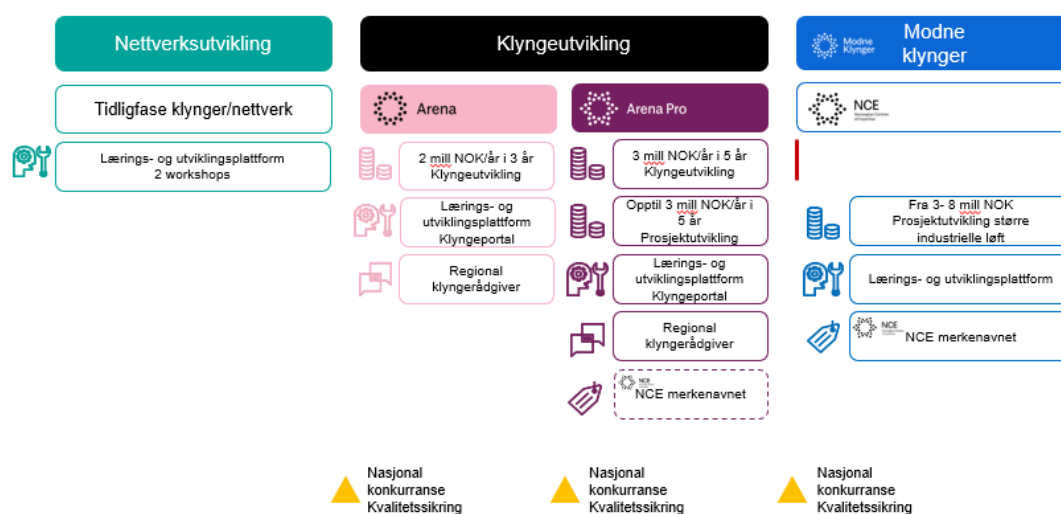 Nettverksutvikling
Tidligfase klynger/nettverk
Lærings- og utviklingsplattform
2 workshops
Klyngeutvikling
Arena
2 mill NOK/år i 3 år
Klyngeutvikling
Lærings- og
utviklingsplattform
Klyngeportal
Regional
klyngerådgiver
Arena Pro
3 mill NOK/år i 5 år
Klyngeutvikling
Opptil 3 mill NOK/år i
5 år
Prosjektutvikling
Lærings- og
utviklingsplattform
Klyngeportal
Regional
klyngerådgiver
NCE
NCE merkenavnet
Modne
Klynger
Modne
klynger
NCE
Norwegian Centres
of Expertise
Fra 3- 8 mill NOK
Prosjektutvikling større
industrielle løft
Lærings- og utviklingsplattform
NCE
NCE merkenavnet
Nasjonal
konkurranse
Kvalitetssikring
Nasjonal
konkurranse
Kvalitetssikring
Nasjonal
konkurranse
Kvalitetssikring